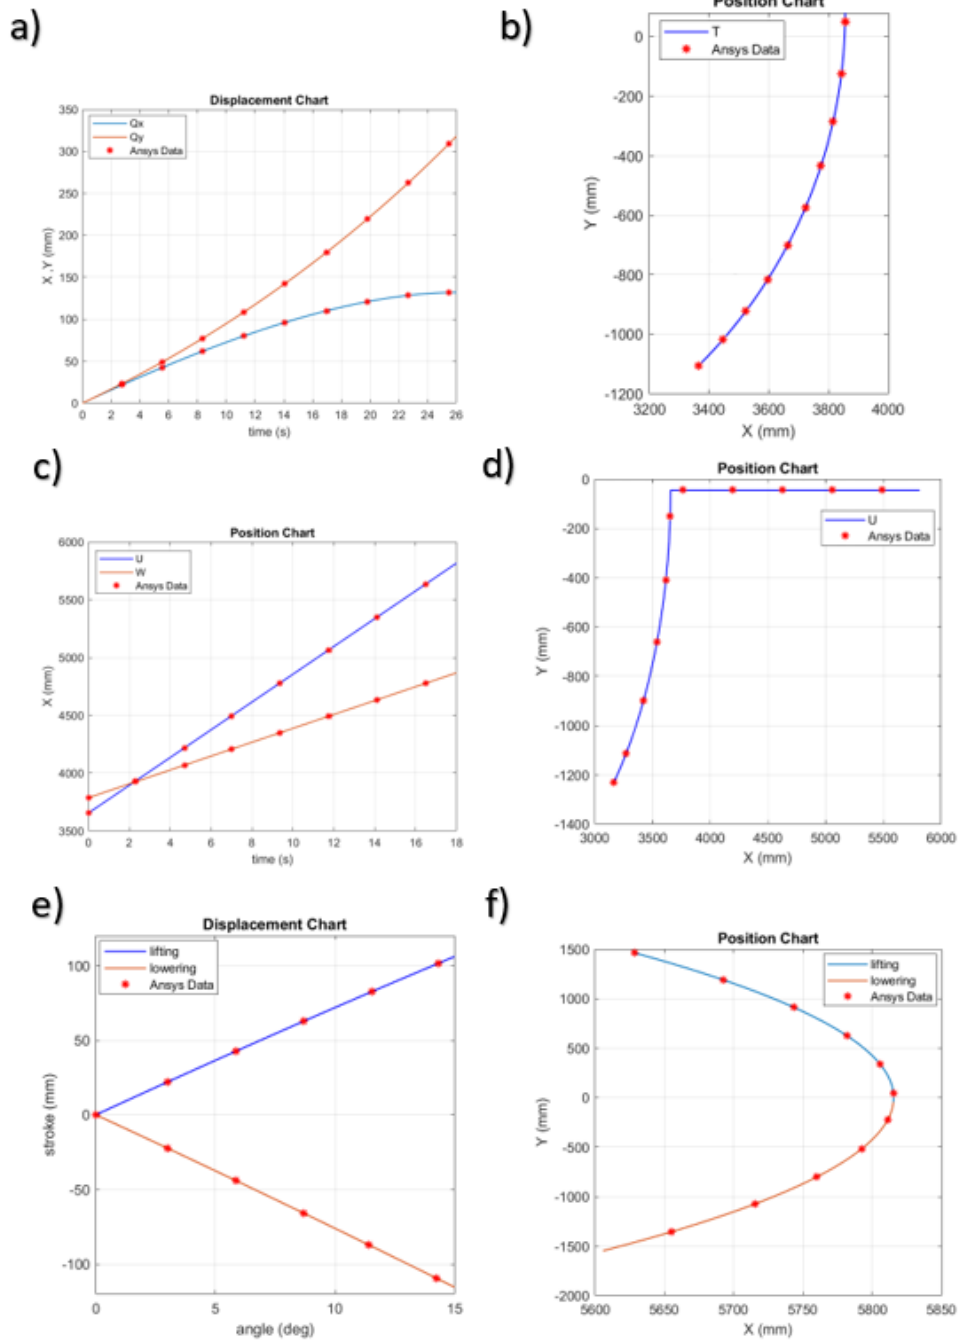 a)
Displacement Chart
Qx
Qy
Ansys Data
350
300
250
200
150
100
50
0
X ,Y (mm)
0 2 4 6 8 10 12 14 16 18 20 22 24 26
time (s)
b)
Position Chart
T
Ansys Data
0
-200
-400
-600
-800
-1000
-1200
Y (mm)
3200 3400 3600 3800 4000
X (mm)
c)
Position Chart
U
W
Ansys Data
6000
5500
5000
4500
4000
3500
X (mm)
0 2 4 6 8 10 12 14 16 18
time (s)
d)
Position Chart
U
Ansys Data
0
-200
-400
-600
-800
-1000
-1200
-1400
Y (mm)
3000 3500 4000 4500 5000 5500 6000
X (mm)
e)
Displacement Chart
lifting
lowering
Ansys Data
100
50
0
-50
-100
stroke (mm)
0 5 10 15
angle (deg)
f)
Position Chart
lifting
lowering
Ansys Data
1500
1000
500
0
-500
-1000
-1500
-2000
Y (mm)
5600 5650 5700 5750 5800 5850
X (mm)